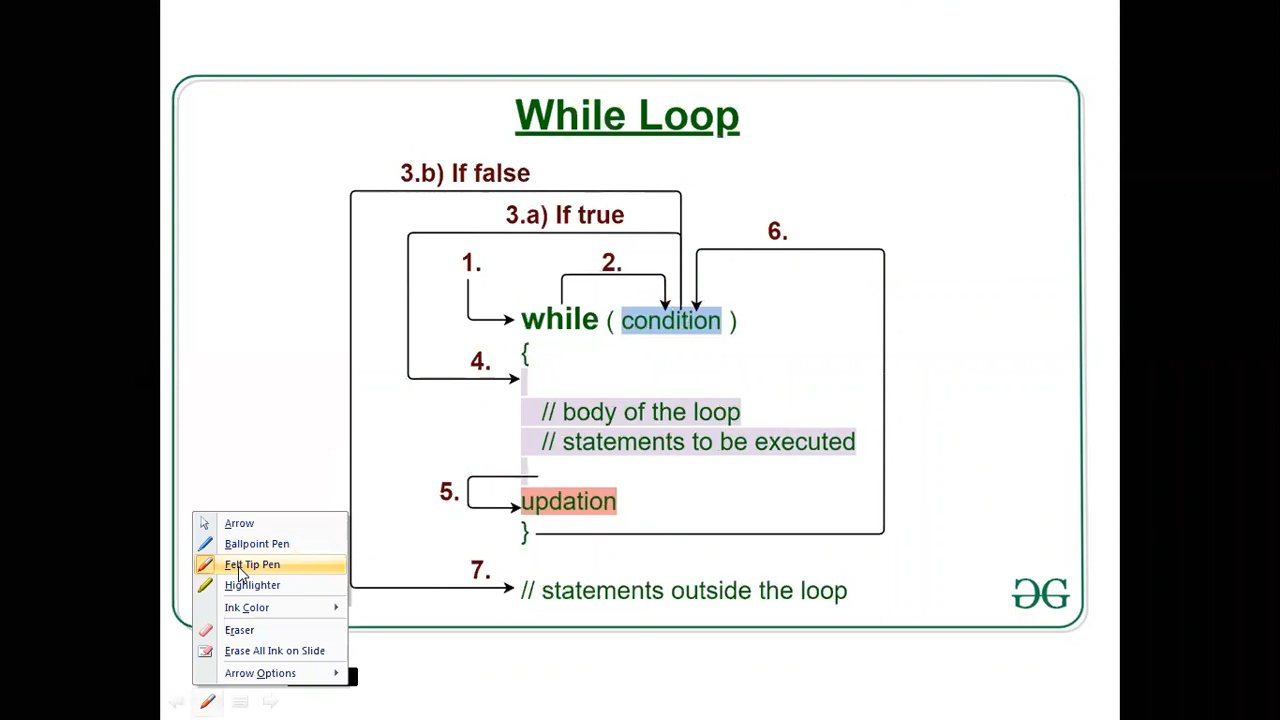 While Loop
3.b) If false
3.a) If true
6.
1.
2.
while ( condition )
{
4.
// body of the loop
// statements to be executed
5.
updation
}
7.
// statements outside the loop
GG
Arrow
Ballpoint Pen
Felt Tip Pen
Highlighter
Ink Color
Eraser
Erase All Ink on Slide
Arrow Options